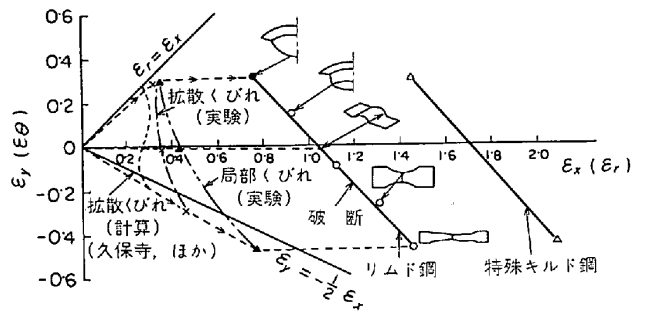 0·6
0·4
0·2
0
-0·2
-0·4
-0·6
εy (εθ)
εr = εx
拡散くびれ
(実験)
0·2
0·4
0·6
0·8
1·0
1·2
1·4
1·6
1·8
2·0
εx (εr)
局部くびれ
(実験)
拡散くびれ
(計算)
(久保寺, ほか)
破断
リムド鋼
特殊キルド鋼
εy = -1/2 εx